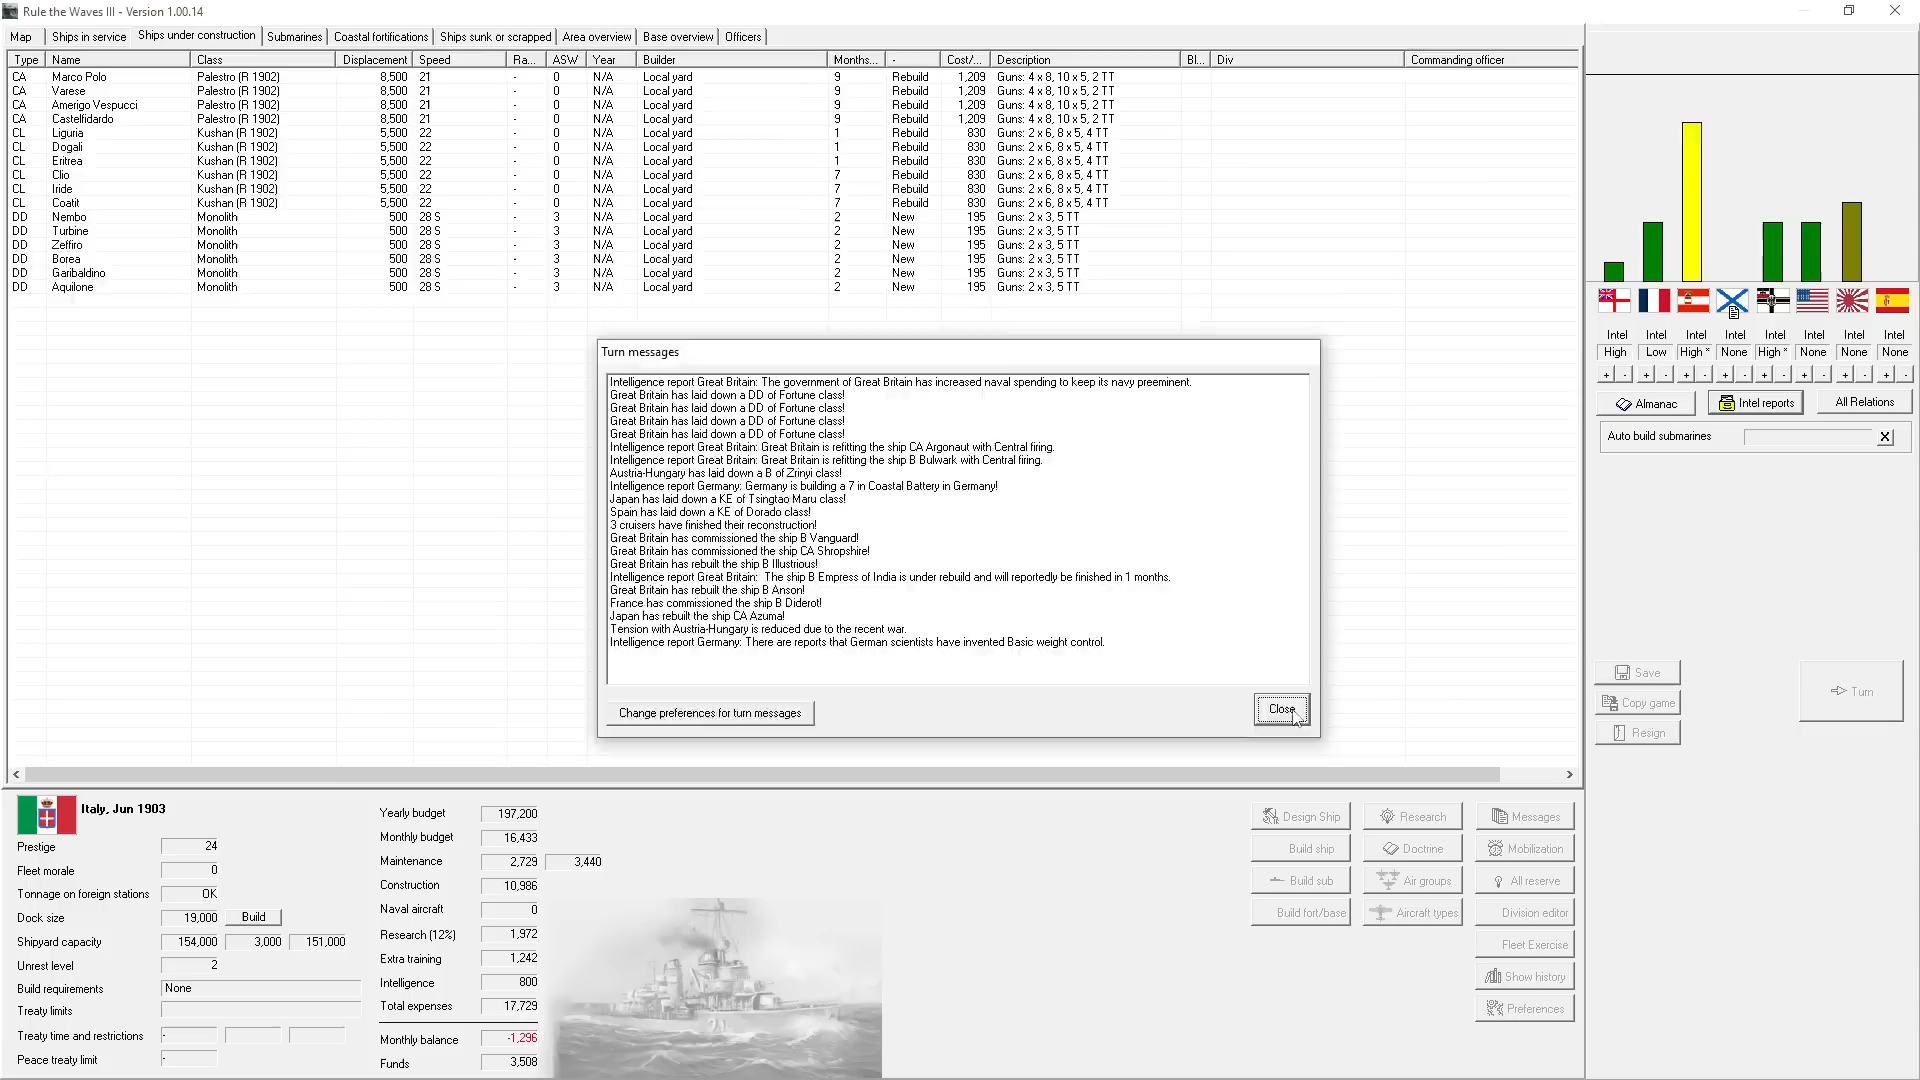 Rule the Waves III - Version 1.00.14
Map Ships in service Ships under construction Submarines Coastal fortifications Ships sunk or scrapped Area overview Base overview Officers
Type Name Class Displacement Speed Ra... ASW Year Builder Months... - Cost/... Description Bl... Div Commanding officer
CA Marco Polo Palestro (R 1902) 8,500 21 - 0 N/A Local yard 9 Rebuild 1,209 Guns: 4 x 8, 10 x 5, 2 TT
CA Varese Palestro (R 1902) 8,500 21 - 0 N/A Local yard 9 Rebuild 1,209 Guns: 4 x 8, 10 x 5, 2 TT
CA Amerigo Vespucci Palestro (R 1902) 8,500 21 - 0 N/A Local yard 9 Rebuild 1,209 Guns: 4 x 8, 10 x 5, 2 TT
CA Castelfidardo Palestro (R 1902) 8,500 21 - 0 N/A Local yard 9 Rebuild 1,209 Guns: 4 x 8, 10 x 5, 2 TT
CL Liguria Kushan (R 1902) 5,500 22 - 0 N/A Local yard 1 Rebuild 830 Guns: 2 x 6, 8 x 5, 4 TT
CL Dogali Kushan (R 1902) 5,500 22 - 0 N/A Local yard 1 Rebuild 830 Guns: 2 x 6, 8 x 5, 4 TT
CL Eritrea Kushan (R 1902) 5,500 22 - 0 N/A Local yard 1 Rebuild 830 Guns: 2 x 6, 8 x 5, 4 TT
CL Clio Kushan (R 1902) 5,500 22 - 0 N/A Local yard 7 Rebuild 830 Guns: 2 x 6, 8 x 5, 4 TT
CL Iride Kushan (R 1902) 5,500 22 - 0 N/A Local yard 7 Rebuild 830 Guns: 2 x 6, 8 x 5, 4 TT
CL Coatit Kushan (R 1902) 5,500 22 - 0 N/A Local yard 7 Rebuild 830 Guns: 2 x 6, 8 x 5, 4 TT
DD Nembo Monolith 500 28 S - 3 N/A Local yard 2 New 195 Guns: 2 x 3, 5 TT
DD Turbine Monolith 500 28 S - 3 N/A Local yard 2 New 195 Guns: 2 x 3, 5 TT
DD Zeffiro Monolith 500 28 S - 3 N/A Local yard 2 New 195 Guns: 2 x 3, 5 TT
DD Borea Monolith 500 28 S - 3 N/A Local yard 2 New 195 Guns: 2 x 3, 5 TT
DD Garibaldino Monolith 500 28 S - 3 N/A Local yard 2 New 195 Guns: 2 x 3, 5 TT
DD Aquilone Monolith 500 28 S - 3 N/A Local yard 2 New 195 Guns: 2 x 3, 5 TT
Intel Intel Intel Intel Intel Intel Intel Intel
High Low High * None High * None None None
+ - + - + - + - + - + - + - + -
Almanac Intel reports All Relations
Auto build submarines X
Turn messages
Intelligence report Great Britain: The government of Great Britain has increased naval spending to keep its navy preeminent.
Great Britain has laid down a DD of Fortune class!
Great Britain has laid down a DD of Fortune class!
Great Britain has laid down a DD of Fortune class!
Great Britain has laid down a DD of Fortune class!
Intelligence report Great Britain: Great Britain is refitting the ship CA Argonaut with Central firing.
Intelligence report Great Britain: Great Britain is refitting the ship B Bulwark with Central firing.
Austria-Hungary has laid down a B of Zrinyi class!
Intelligence report Germany: Germany is building a 7 in Coastal Battery in Germany!
Japan has laid down a KE of Tsingtao Maru class!
Spain has laid down a KE of Dorado class!
3 cruisers have finished their reconstruction!
Great Britain has commissioned the ship B Vanguard!
Great Britain has commissioned the ship CA Shropshire!
Great Britain has rebuilt the ship B Illustrious!
Intelligence report Great Britain:  The ship B Empress of India is under rebuild and will reportedly be finished in 1 months.
Great Britain has rebuilt the ship B Anson!
France has commissioned the ship B Diderot!
Japan has rebuilt the ship CA Azuma!
Tension with Austria-Hungary is reduced due to the recent war.
Intelligence report Germany: There are reports that German scientists have invented Basic weight control.
Change preferences for turn messages Close
Save
Copy game
Resign
Turn
Italy, Jun 1903
Prestige 24
Fleet morale 0
Tonnage on foreign stations OK
Dock size 19,000 Build
Shipyard capacity 154,000 3,000 151,000
Unrest level 2
Build requirements None
Treaty limits
Treaty time and restrictions -
Peace treaty limit -
Yearly budget 197,200
Monthly budget 16,433
Maintenance 2,729 3,440
Construction 10,986
Naval aircraft 0
Research (12%) 1,972
Extra training 1,242
Intelligence 800
Total expenses 17,729
Monthly balance -1,296
Funds 3,508
Design Ship Research Messages
Build ship Doctrine Mobilization
Build sub Air groups All reserve
Build fort/base Aircraft types Division editor
Fleet Exercise
Show history
Preferences